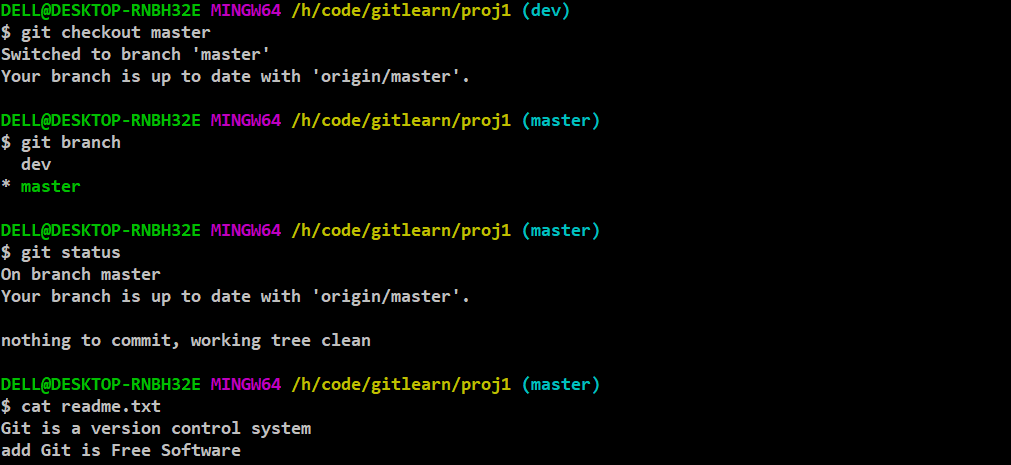 DELL@DESKTOP-RNBH32E MINGW64 /h/code/gitlearn/proj1 (dev)
$ git checkout master
Switched to branch 'master'
Your branch is up to date with 'origin/master'.
DELL@DESKTOP-RNBH32E MINGW64 /h/code/gitlearn/proj1 (master)
$ git branch
  dev
* master
DELL@DESKTOP-RNBH32E MINGW64 /h/code/gitlearn/proj1 (master)
$ git status
On branch master
Your branch is up to date with 'origin/master'.
nothing to commit, working tree clean
DELL@DESKTOP-RNBH32E MINGW64 /h/code/gitlearn/proj1 (master)
$ cat readme.txt
Git is a version control system
add Git is Free Software